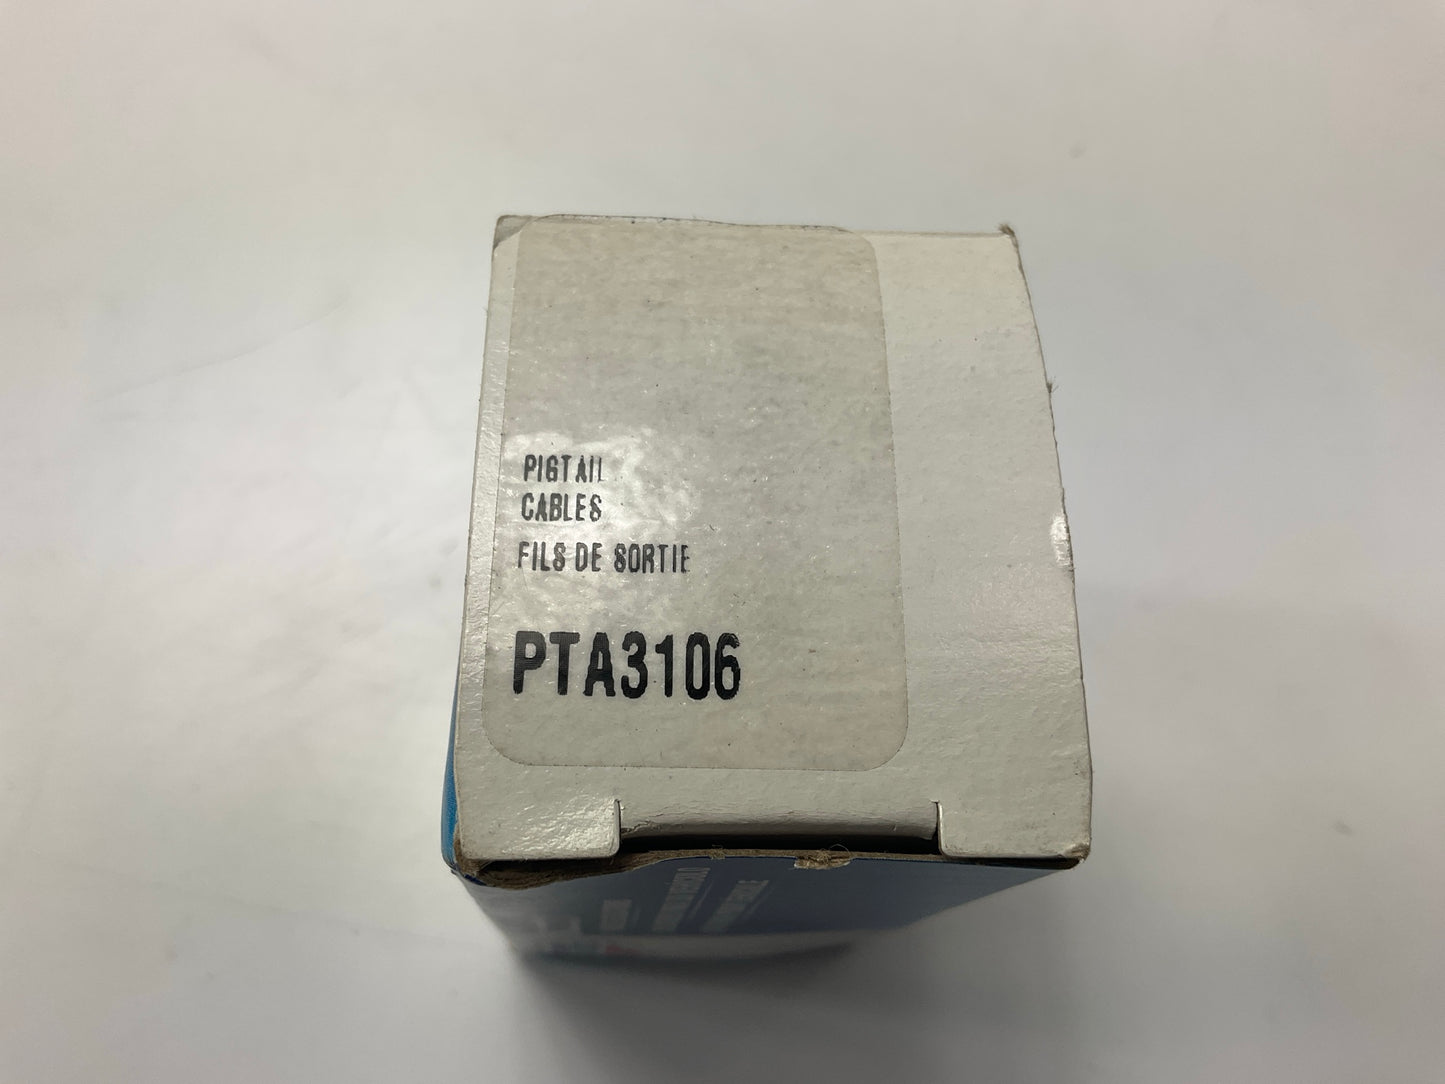 PIGTAIL
CABLES
FILS DE SORTIE
PTA3106